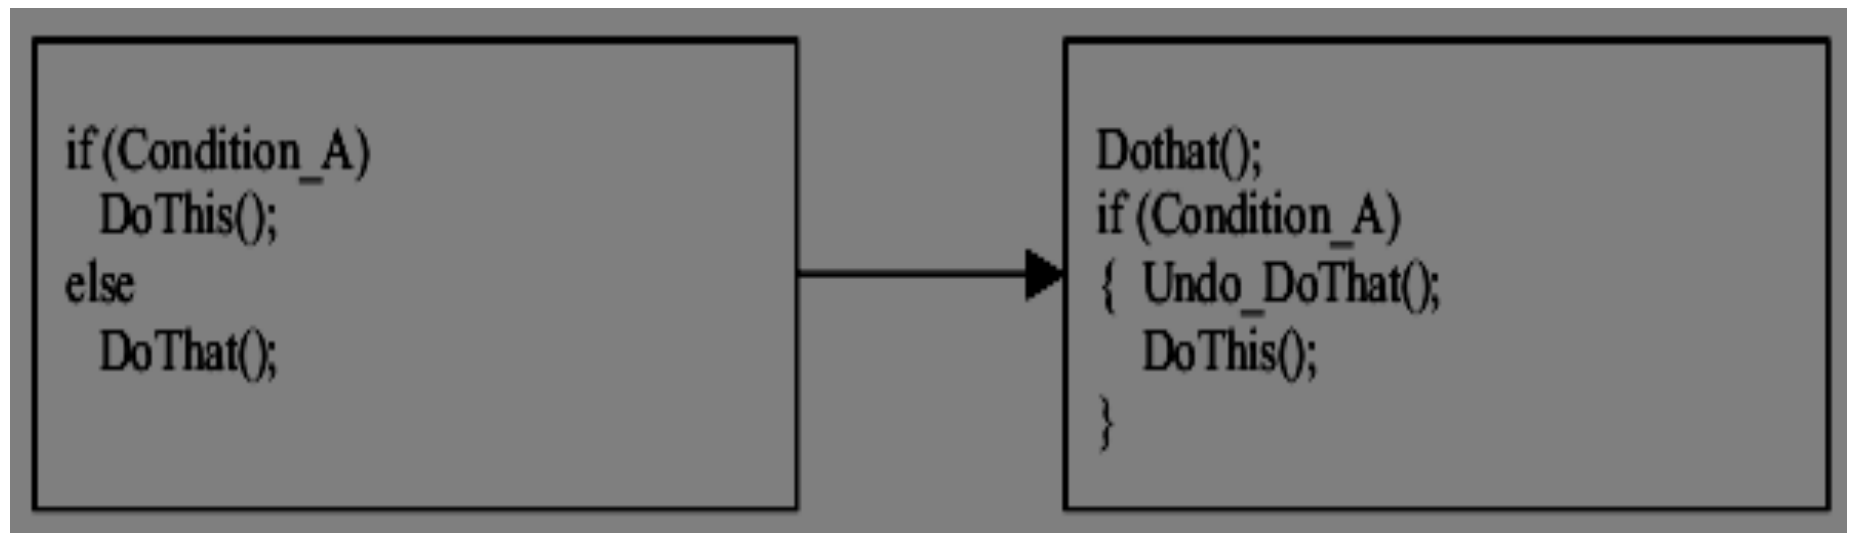 if (Condition_A)
DoThis();
else
DoThat();
Dothat();
if (Condition_A)
{ Undo_DoThat();
DoThis();
}